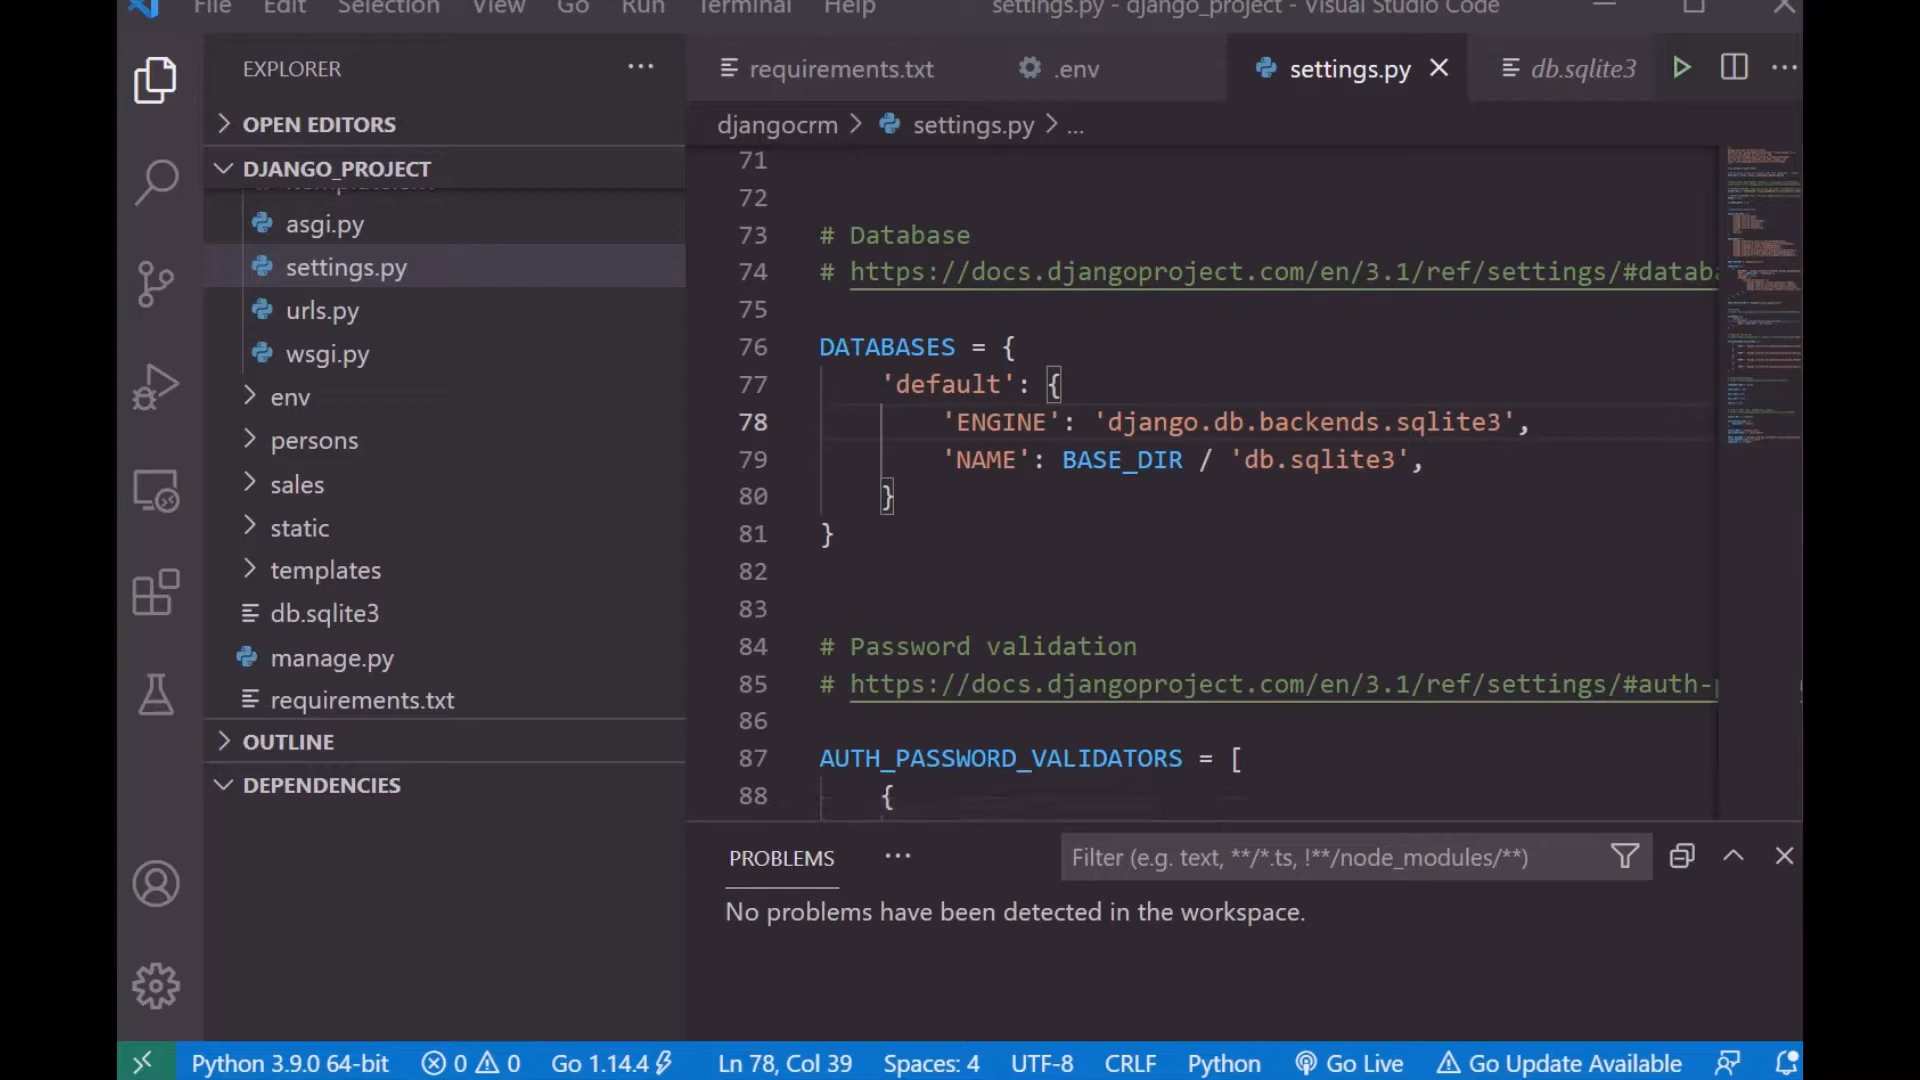 File Edit Selection View Go Run Terminal Help settings.py - django_project - Visual Studio Code
EXPLORER
OPEN EDITORS
DJANGO_PROJECT
asgi.py
settings.py
urls.py
wsgi.py
env
persons
sales
static
templates
db.sqlite3
manage.py
requirements.txt
OUTLINE
DEPENDENCIES
requirements.txt .env settings.py db.sqlite3
djangocrm > settings.py > ...
71
72
73 # Database
74 # https://docs.djangoproject.com/en/3.1/ref/settings/#databa
75
76 DATABASES = {
77 'default': {
78 'ENGINE': 'django.db.backends.sqlite3',
79 'NAME': BASE_DIR / 'db.sqlite3',
80 }
81 }
82
83
84 # Password validation
85 # https://docs.djangoproject.com/en/3.1/ref/settings/#auth-p
86
87 AUTH_PASSWORD_VALIDATORS = [
88 {
PROBLEMS ... Filter (e.g. text, **/*.ts, !**/node_modules/**)
No problems have been detected in the workspace.
Python 3.9.0 64-bit 0 0 Go 1.14.4 Ln 78, Col 39 Spaces: 4 UTF-8 CRLF Python Go Live Go Update Available